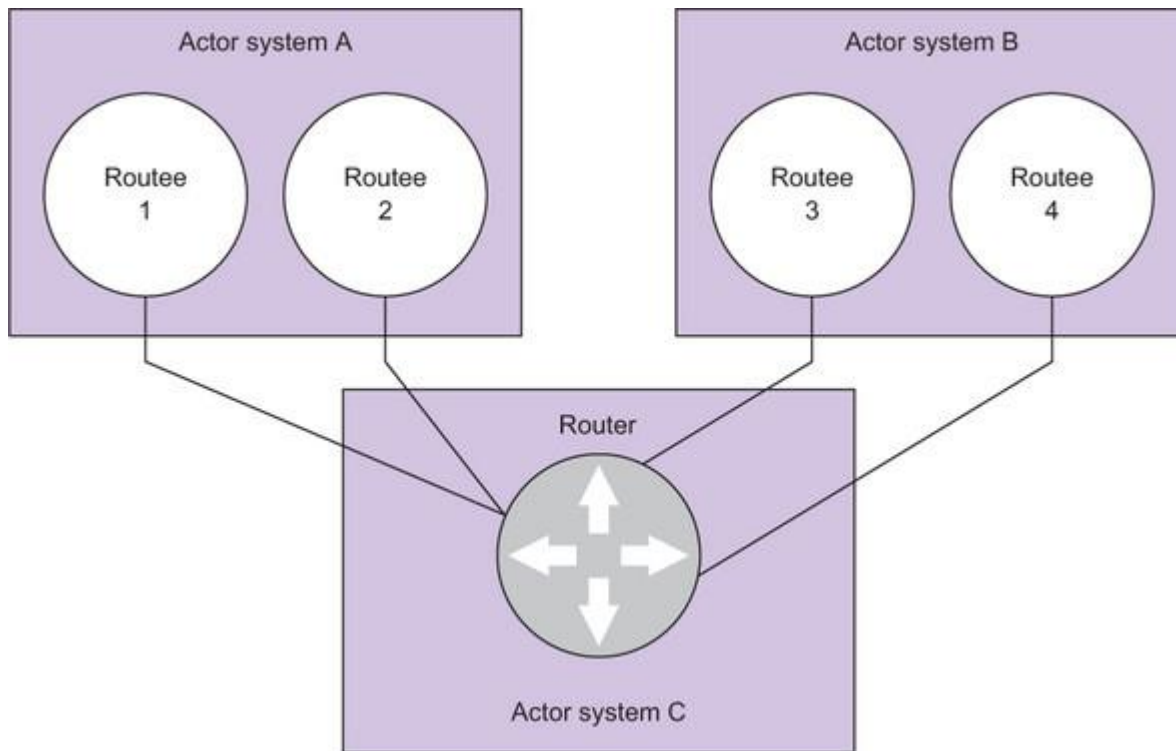 Actor system A
Routee
1
Routee
2
Actor system B
Routee
3
Routee
4
Router
Actor system C